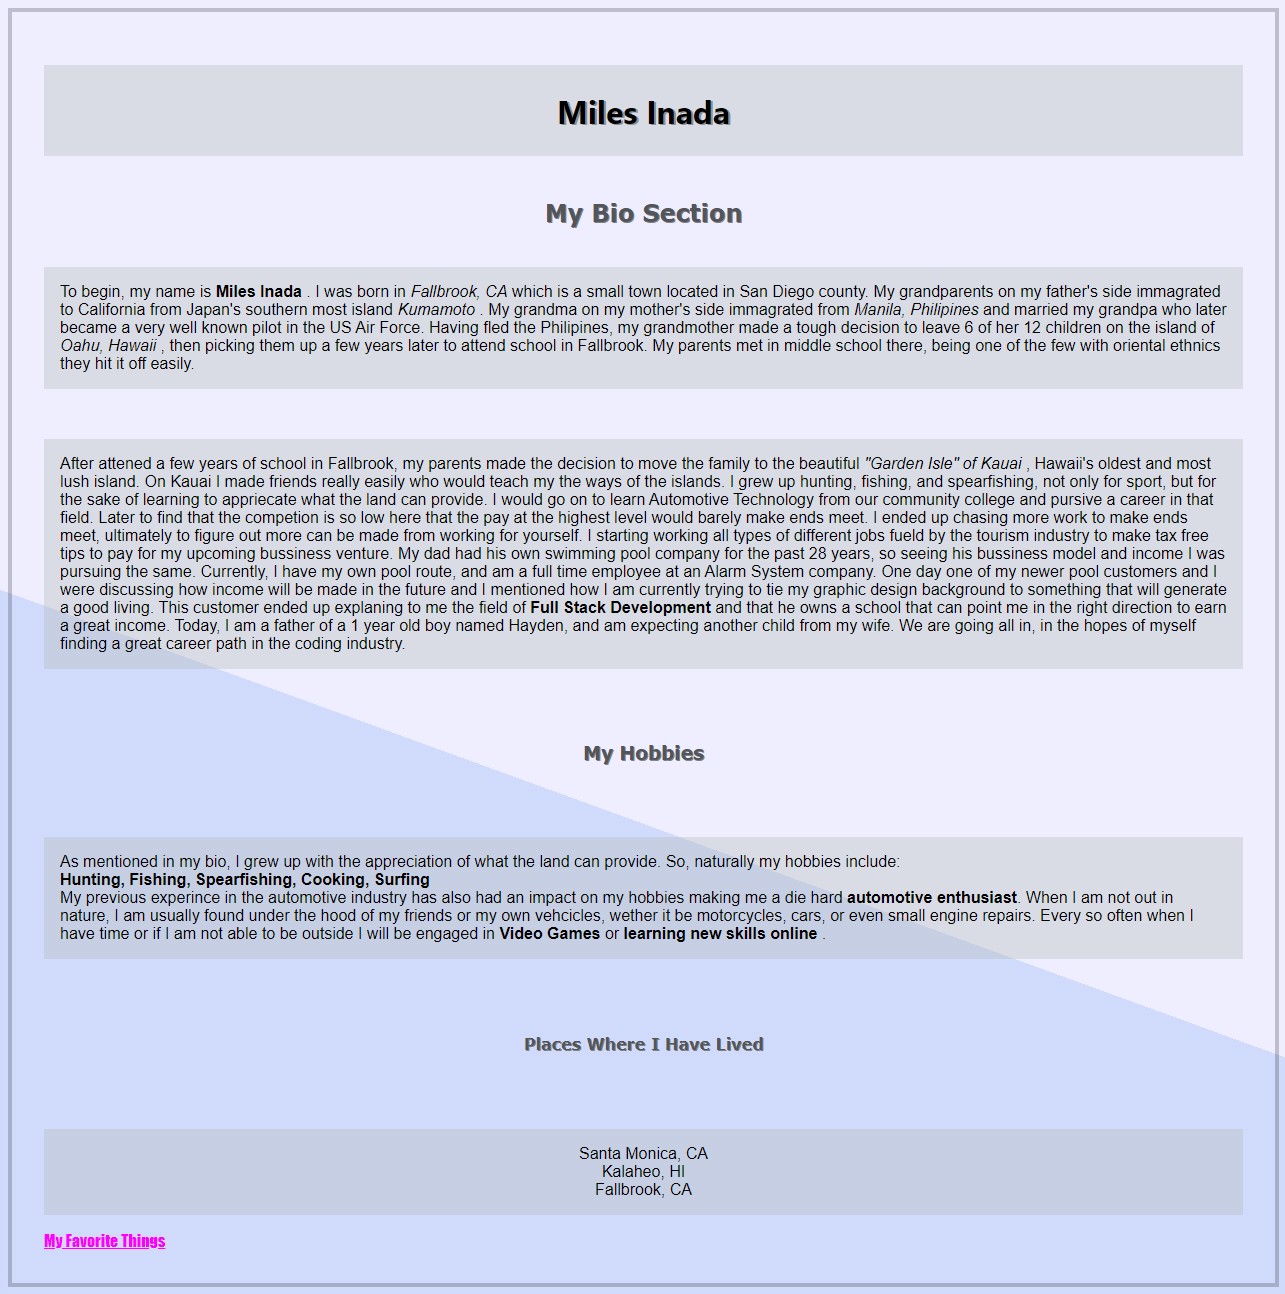 Miles Inada
My Bio Section
To begin, my name is Miles Inada . I was born in Fallbrook, CA which is a small town located in San Diego county. My grandparents on my father's side immagrated
to California from Japan's southern most island Kumamoto . My grandma on my mother's side immagrated from Manila, Philipines and married my grandpa who later
became a very well known pilot in the US Air Force. Having fled the Philipines, my grandmother made a tough decision to leave 6 of her 12 children on the island of
Oahu, Hawaii , then picking them up a few years later to attend school in Fallbrook. My parents met in middle school there, being one of the few with oriental ethnics
they hit it off easily.
After attened a few years of school in Fallbrook, my parents made the decision to move the family to the beautiful "Garden Isle" of Kauai , Hawaii's oldest and most
lush island. On Kauai I made friends really easily who would teach my the ways of the islands. I grew up hunting, fishing, and spearfishing, not only for sport, but for
the sake of learning to appriecate what the land can provide. I would go on to learn Automotive Technology from our community college and pursive a career in that
field. Later to find that the competion is so low here that the pay at the highest level would barely make ends meet. I ended up chasing more work to make ends
meet, ultimately to figure out more can be made from working for yourself. I starting working all types of different jobs fueld by the tourism industry to make tax free
tips to pay for my upcoming bussiness venture. My dad had his own swimming pool company for the past 28 years, so seeing his bussiness model and income I was
pursuing the same. Currently, I have my own pool route, and am a full time employee at an Alarm System company. One day one of my newer pool customers and I
were discussing how income will be made in the future and I mentioned how I am currently trying to tie my graphic design background to something that will generate
a good living. This customer ended up explaning to me the field of Full Stack Development and that he owns a school that can point me in the right direction to earn
a great income. Today, I am a father of a 1 year old boy named Hayden, and am expecting another child from my wife. We are going all in, in the hopes of myself
finding a great career path in the coding industry.
My Hobbies
As mentioned in my bio, I grew up with the appreciation of what the land can provide. So, naturally my hobbies include:
Hunting, Fishing, Spearfishing, Cooking, Surfing
My previous experince in the automotive industry has also had an impact on my hobbies making me a die hard automotive enthusiast. When I am not out in
nature, I am usually found under the hood of my friends or my own vehcicles, wether it be motorcycles, cars, or even small engine repairs. Every so often when I
have time or if I am not able to be outside I will be engaged in Video Games or learning new skills online .
Places Where I Have Lived
Santa Monica, CA
Kalaheo, HI
Fallbrook, CA
My Favorite Things